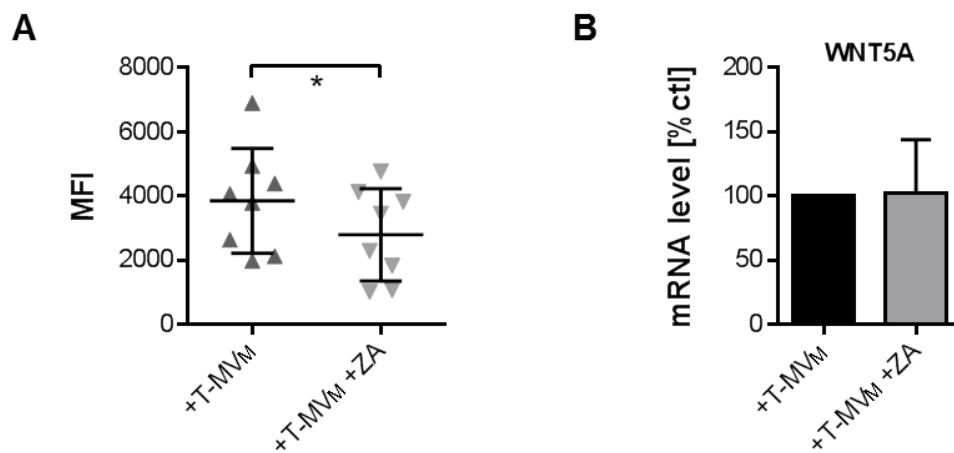 A
8000
6000
4000
2000
0
MFI
*
+T-MVM
+T-MVM +ZA
B
WNT5A
200
150
100
50
0
mRNA level [% ctl]
+T-MVM
+T-MVM +ZA